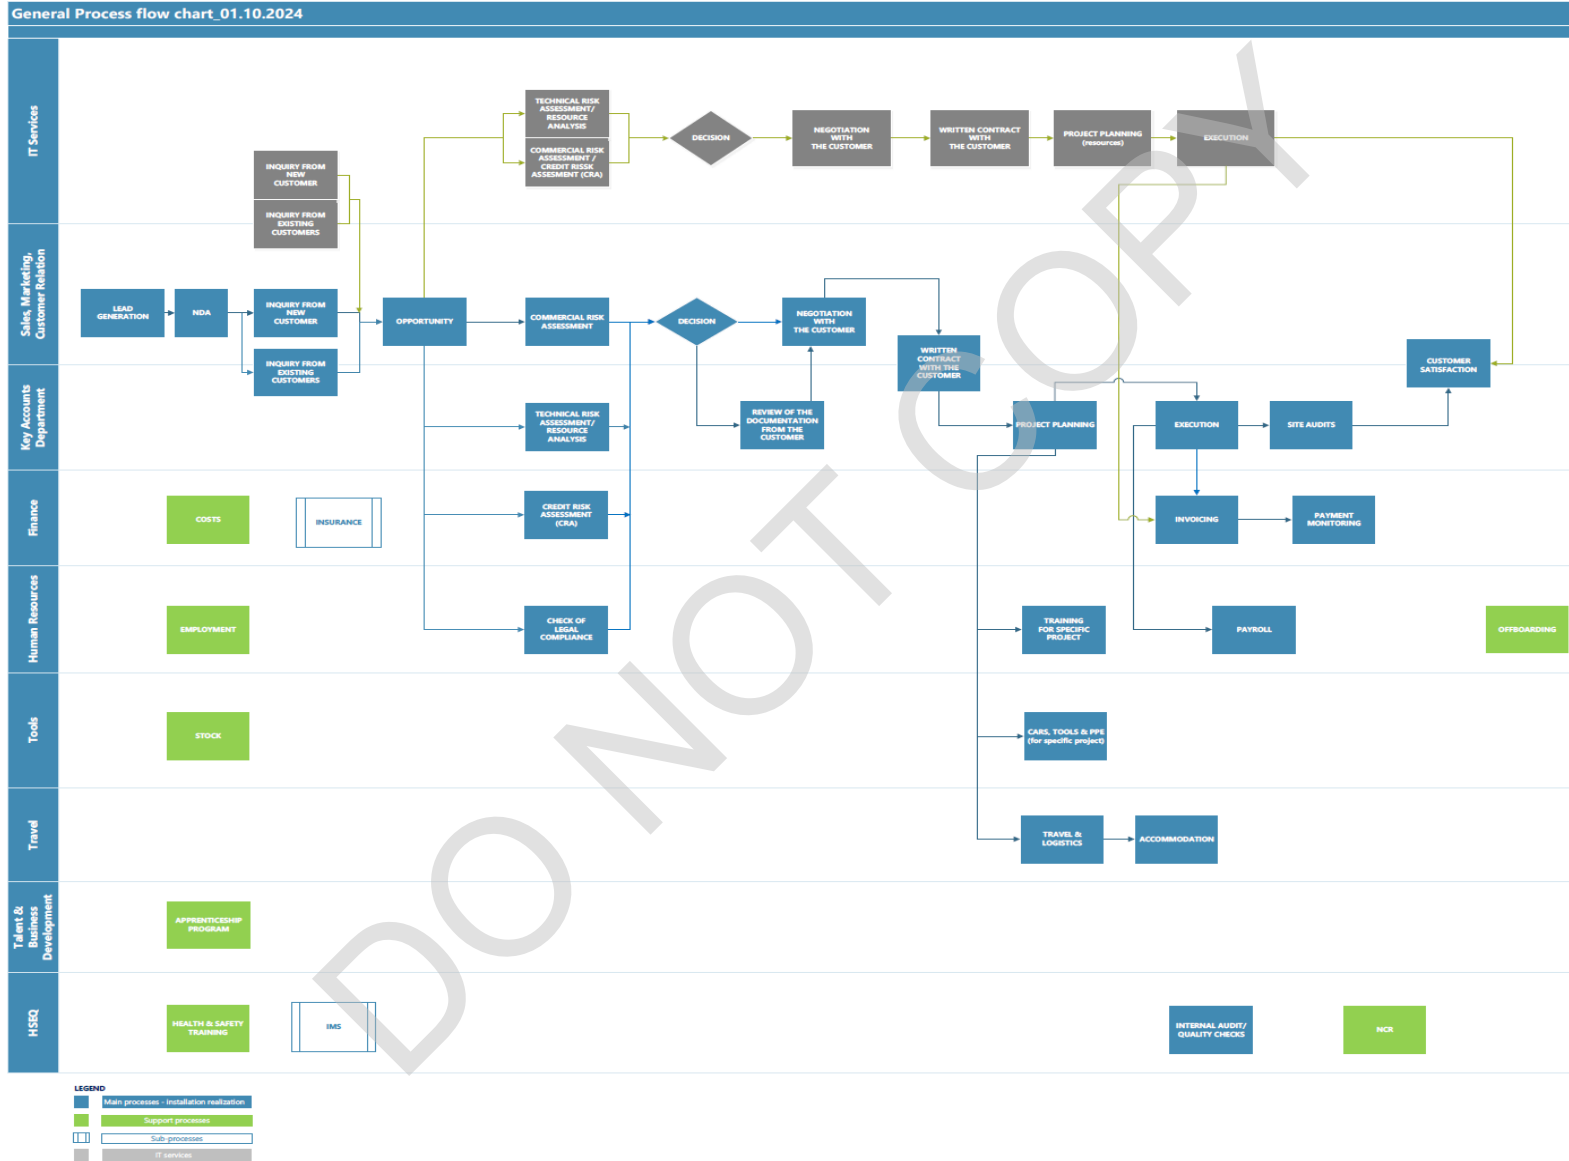 General Process flow chart_01.10.2024
IT Services
TECHNICAL RISK
ASSESSMENT/
RESOURCE
ANALYSIS
COMMERCIAL RISK
ASSESSMENT /
CREDIT RISSK
ASSESMENT (CRA)
DECISION
NEGOTIATION
WITH
THE CUSTOMER
WRITTEN CONTRACT
WITH
THE CUSTOMER
PROJECT PLANNING
(resources)
EXECUTION
INQUIRY FROM
NEW
CUSTOMER
INQUIRY FROM
EXISTING
CUSTOMERS
Sales, Marketing,
Customer Relation
LEAD
GENERATION
NDA
INQUIRY FROM
NEW
CUSTOMER
INQUIRY FROM
EXISTING
CUSTOMERS
OPPORTUNITY
COMMERCIAL RISK
ASSESSMENT
DECISION
NEGOTIATION
WITH
THE CUSTOMER
WRITTEN
CONTRACT
WITH THE
CUSTOMER
CUSTOMER
SATISFACTION
Key Accounts
Department
TECHNICAL RISK
ASSESSMENT/
RESOURCE
ANALYSIS
REVIEW OF THE
DOCUMENTATION
FROM THE
CUSTOMER
PROJECT PLANNING
EXECUTION
SITE AUDITS
Finance
COSTS
INSURANCE
CREDIT RISK
ASSESSMENT
(CRA)
INVOICING
PAYMENT
MONITORING
Human Resources
EMPLOYMENT
CHECK OF
LEGAL
COMPLIANCE
TRAINING
FOR SPECIFIC
PROJECT
PAYROLL
OFFBOARDING
Tools
STOCK
CARS, TOOLS & PPE
(for specific project)
Travel
TRAVEL &
LOGISTICS
ACCOMMODATION
Talent &
Business
Development
APPRENTICESHIP
PROGRAM
HSEQ
HEALTH & SAFETY
TRAINING
IMS
INTERNAL AUDIT/
QUALITY CHECKS
NCR
DO NOT COPY
LEGEND
Main processes - Installation realization
Support processes
Sub-processes
IT services